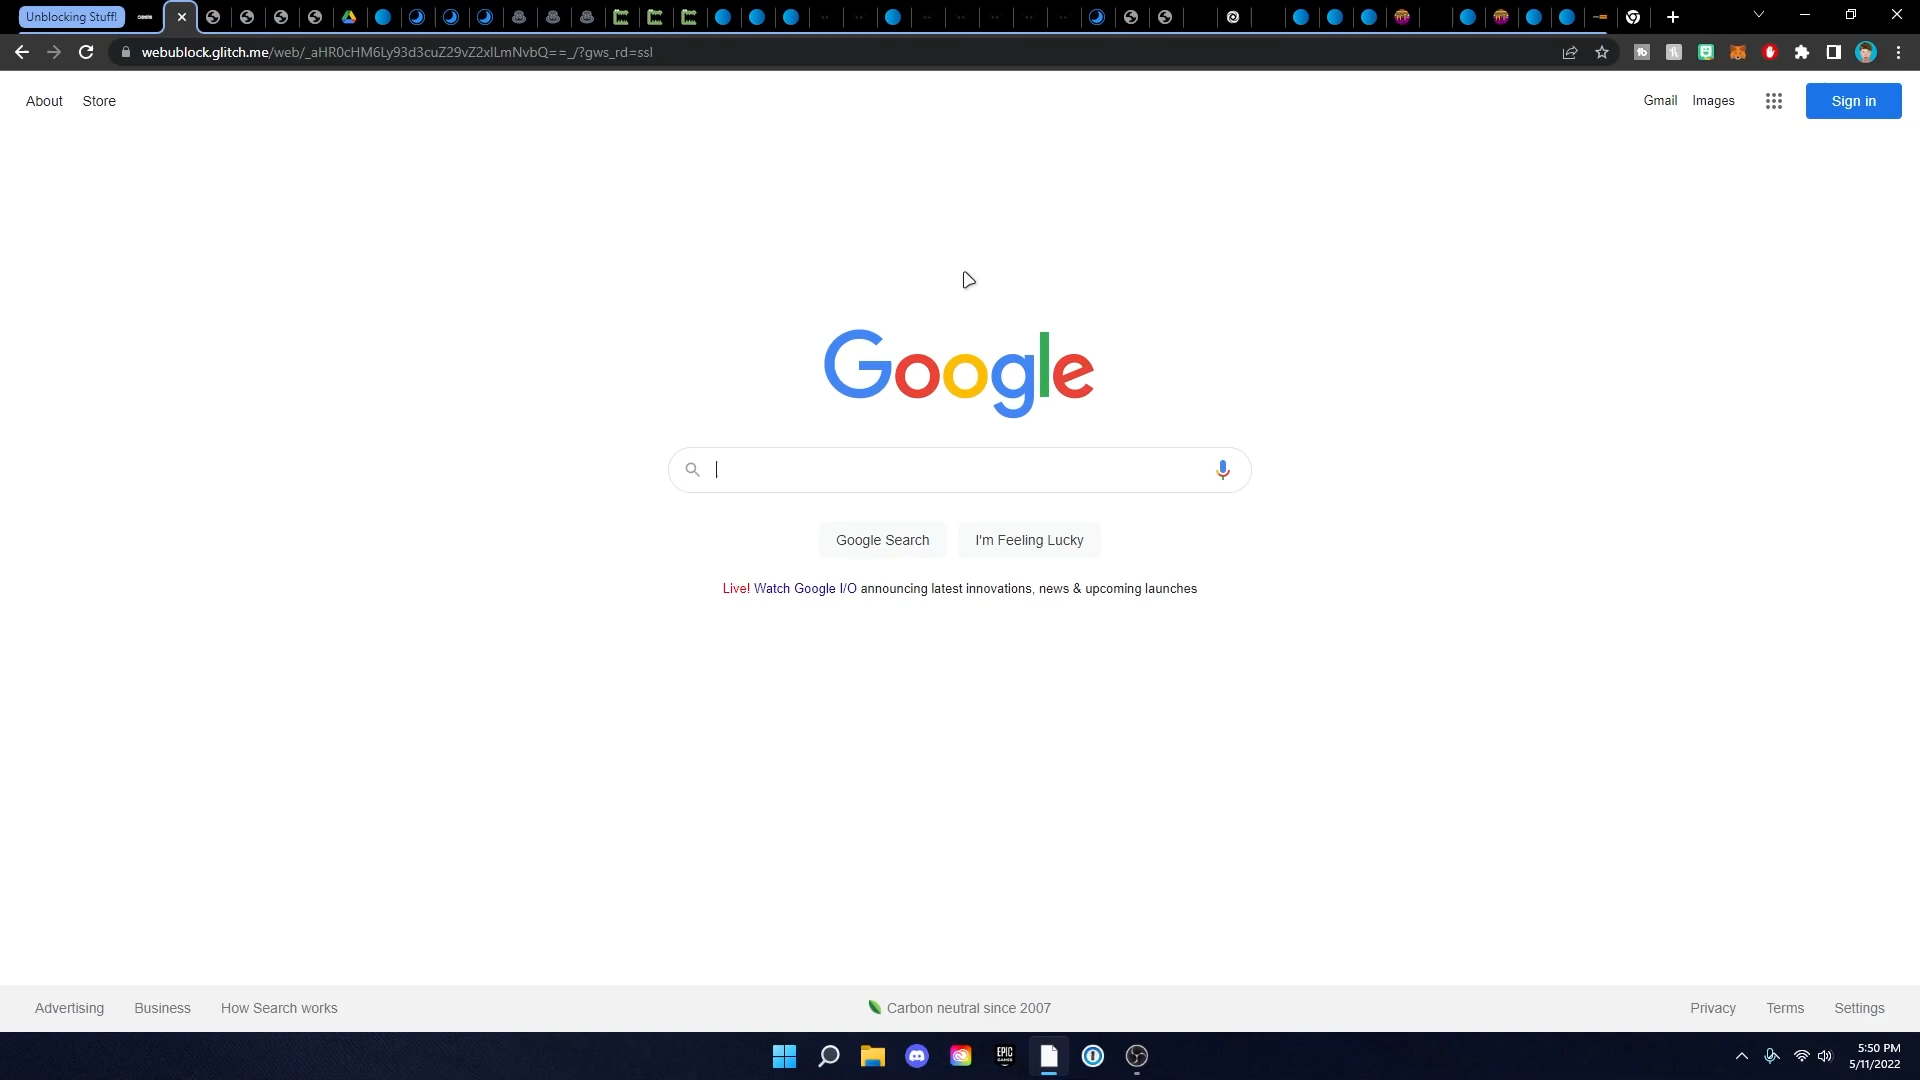 Unblocking Stuff!
webublock.glitch.me/web/_aHR0cHM6Ly93d3cuZ29vZ2xlLmNvbQ==_/?gws_rd=ssl
About Store
Gmail Images Sign in
Google
Google Search I'm Feeling Lucky
Live! Watch Google I/O announcing latest innovations, news & upcoming launches
Advertising Business How Search works
Carbon neutral since 2007
Privacy Terms Settings
EPIC GAMES
5:50 PM
5/11/2022